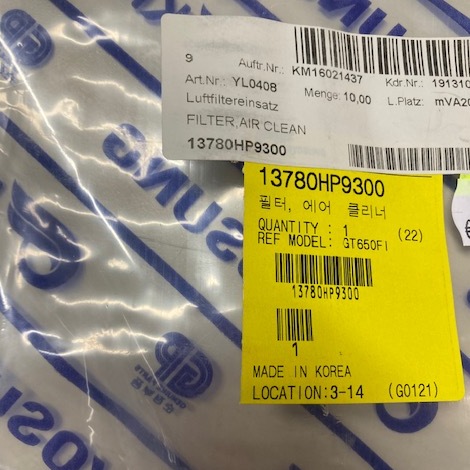 9 Auftr.Nr.: KM16021437 Kdr.Nr.: 191310
Art.Nr.: YL0408 Menge: 10,00 L.Platz: mVA20
Luftfiltereinsatz
FILTER,AIR CLEAN
13780HP9300
13780HP9300
필터, 에어 클리너
QUANTITY : 1 (22)
REF MODEL: GT650FI
13780HP9300
1
MADE IN KOREA
LOCATION:3-14 (G0121)